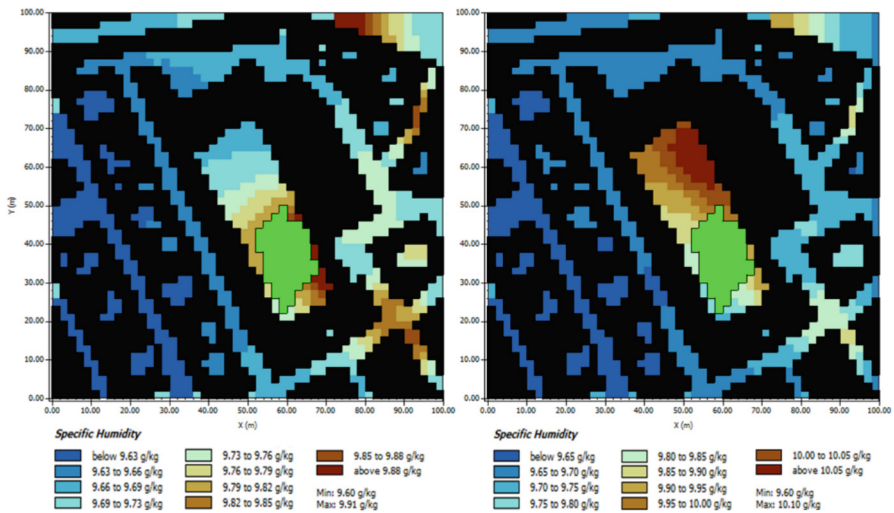 100.00
90.00
80.00
70.00
60.00
50.00
40.00
30.00
20.00
10.00
0.00
Y (m)
0.00 10.00 20.00 30.00 40.00 50.00 60.00 70.00 80.00 90.00 100.00
X (m)
Specific Humidity
below 9.63 g/kg
9.63 to 9.66 g/kg
9.66 to 9.69 g/kg
9.69 to 9.73 g/kg
9.73 to 9.76 g/kg
9.76 to 9.79 g/kg
9.79 to 9.82 g/kg
9.82 to 9.85 g/kg
9.85 to 9.88 g/kg
above 9.88 g/kg
Min: 9.60 g/kg
Max: 9.91 g/kg
100.00
90.00
80.00
70.00
60.00
50.00
40.00
30.00
20.00
10.00
0.00
0.00 10.00 20.00 30.00 40.00 50.00 60.00 70.00 80.00 90.00 100.00
X (m)
Specific Humidity
below 9.65 g/kg
9.65 to 9.70 g/kg
9.70 to 9.75 g/kg
9.75 to 9.80 g/kg
9.80 to 9.85 g/kg
9.85 to 9.90 g/kg
9.90 to 9.95 g/kg
9.95 to 10.00 g/kg
10.00 to 10.05 g/kg
above 10.05 g/kg
Min: 9.60 g/kg
Max: 10.10 g/kg